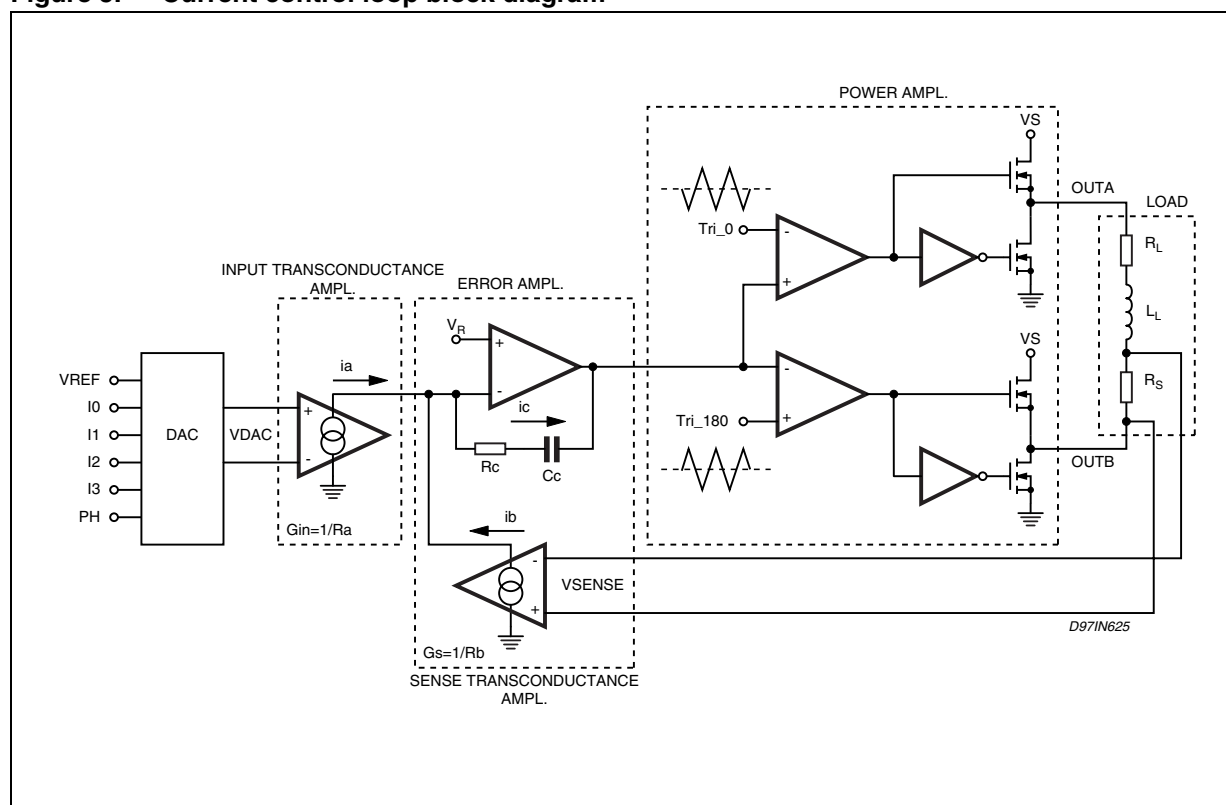 Figure 8. Current control loop block diagram
POWER AMPL.
VS
OUTA
LOAD
Tri_0
-
+
RL
INPUT TRANSCONDUCTANCE
AMPL.
ERROR AMPL.
VR
+
-
LL
VS
ia
ic
Rc
Cc
-
+
Tri_180
RS
OUTB
VREF
I0
I1
I2
I3
PH
DAC
VDAC
+
-
Gin=1/Ra
ib
-
+
VSENSE
Gs=1/Rb
SENSE TRANSCONDUCTANCE
AMPL.
D97IN625